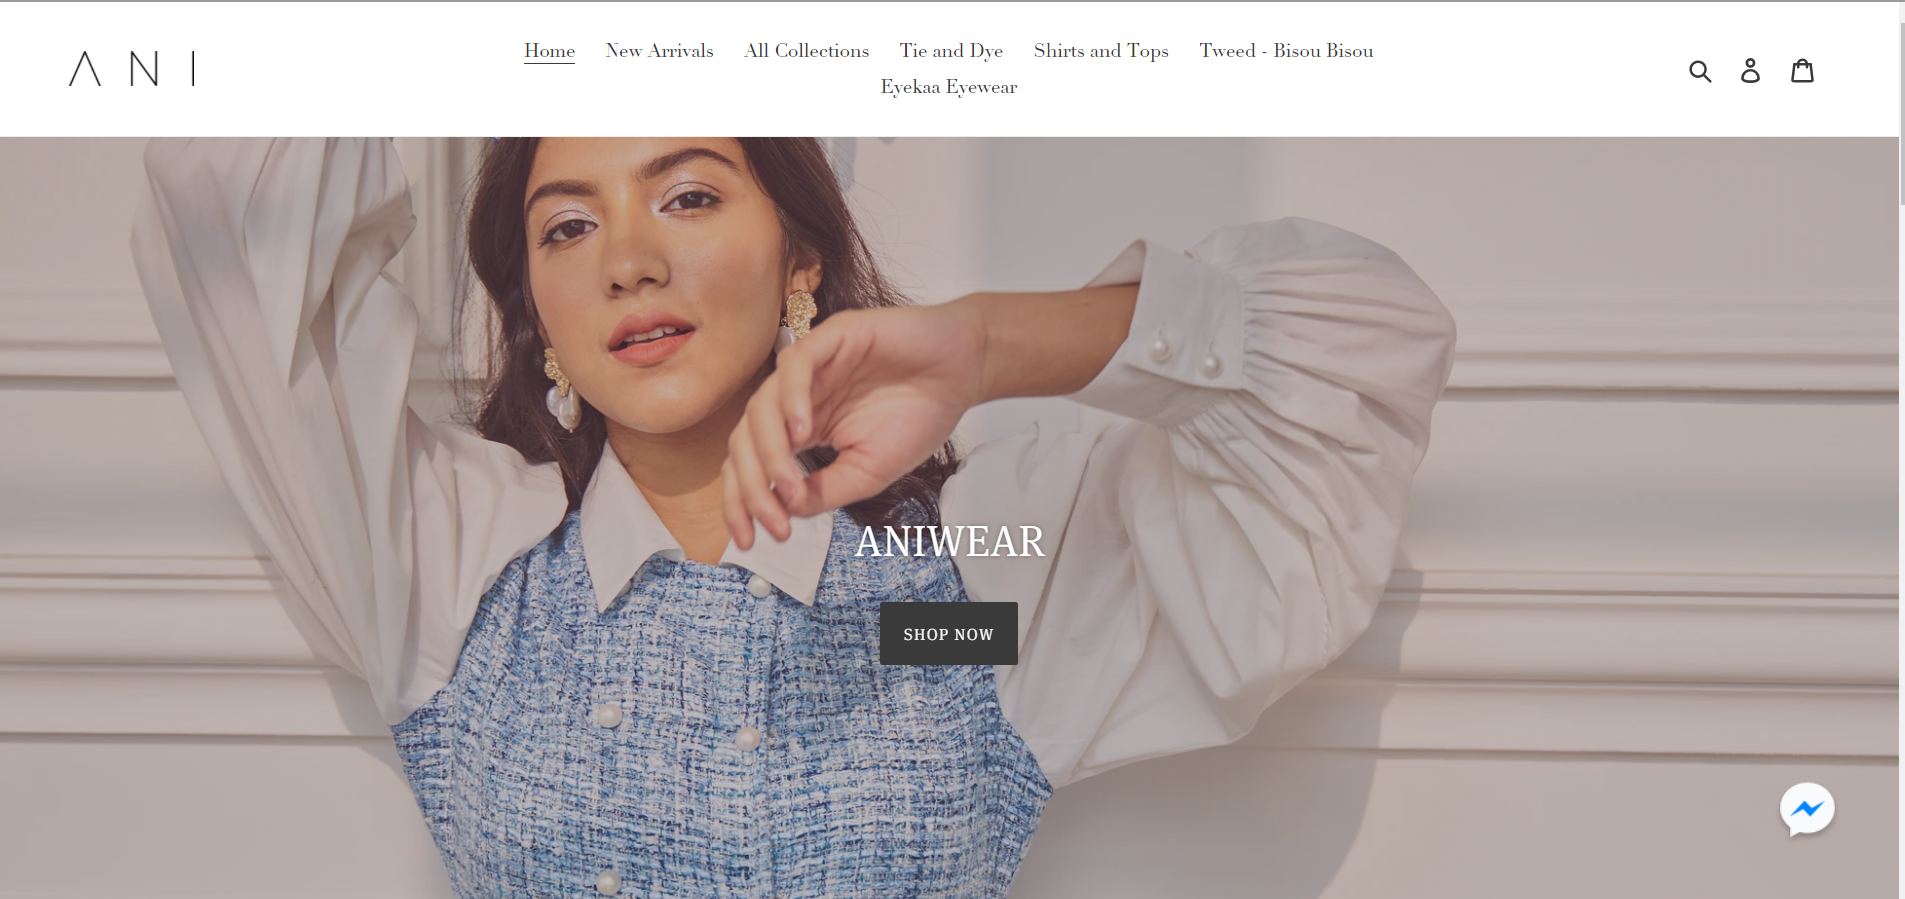 ANI
Home New Arrivals All Collections Tie and Dye Shirts and Tops Tweed - Bisou Bisou
Eyekaa Eyewear
ANIWEAR
SHOP NOW